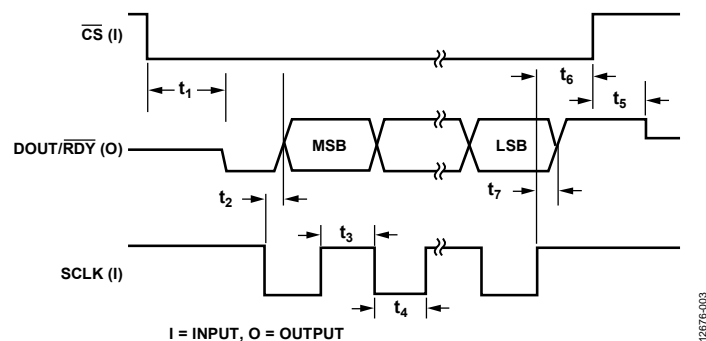 CS (I)
t6
t1
t5
DOUT/RDY (O)
MSB
LSB
t2
t7
t3
SCLK (I)
t4
I = INPUT, O = OUTPUT
12676-003